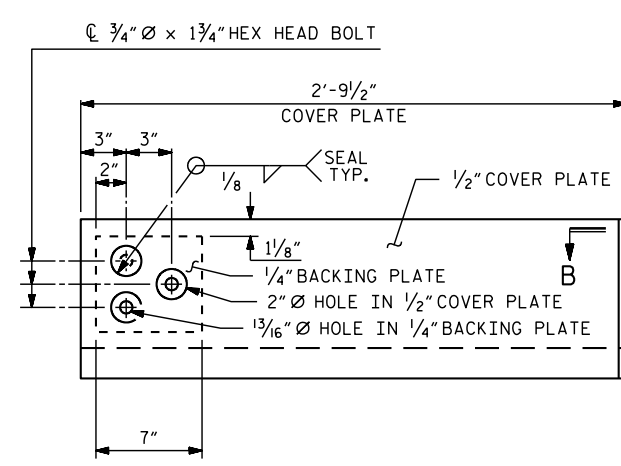 ℄ 3/4" Ø x 1 3/4" HEX HEAD BOLT
2'-9 1/2"
COVER PLATE
3" 3"
2"
1/8
SEAL
TYP.
1/2" COVER PLATE
1 1/8"
B
1/4" BACKING PLATE
2" Ø HOLE IN 1/2" COVER PLATE
13/16" Ø HOLE IN 1/4" BACKING PLATE
7"